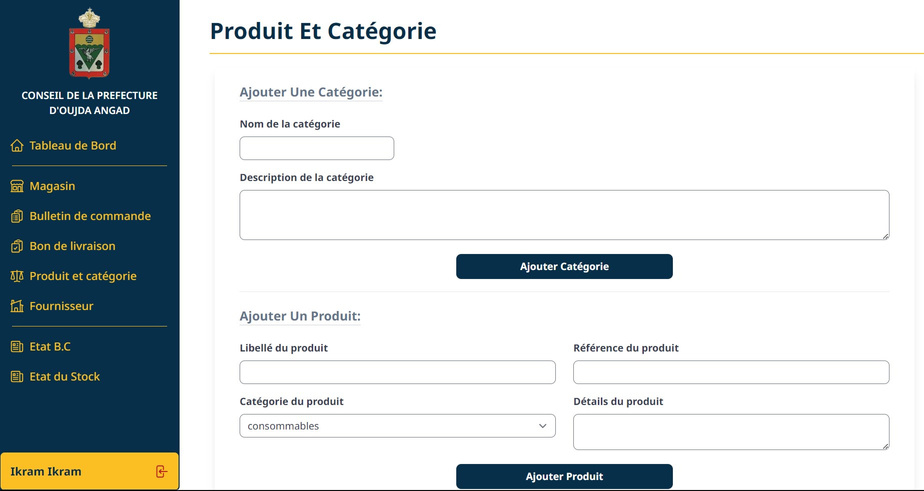 CONSEIL DE LA PREFECTURE
D'OUJDA ANGAD
Tableau de Bord
Magasin
Bulletin de commande
Bon de livraison
Produit et catégorie
Fournisseur
Etat B.C
Etat du Stock
Ikram Ikram
Produit Et Catégorie
Ajouter Une Catégorie:
Nom de la catégorie
Description de la catégorie
Ajouter Catégorie
Ajouter Un Produit:
Libellé du produit
Référence du produit
Catégorie du produit
Détails du produit
consommables
Ajouter Produit